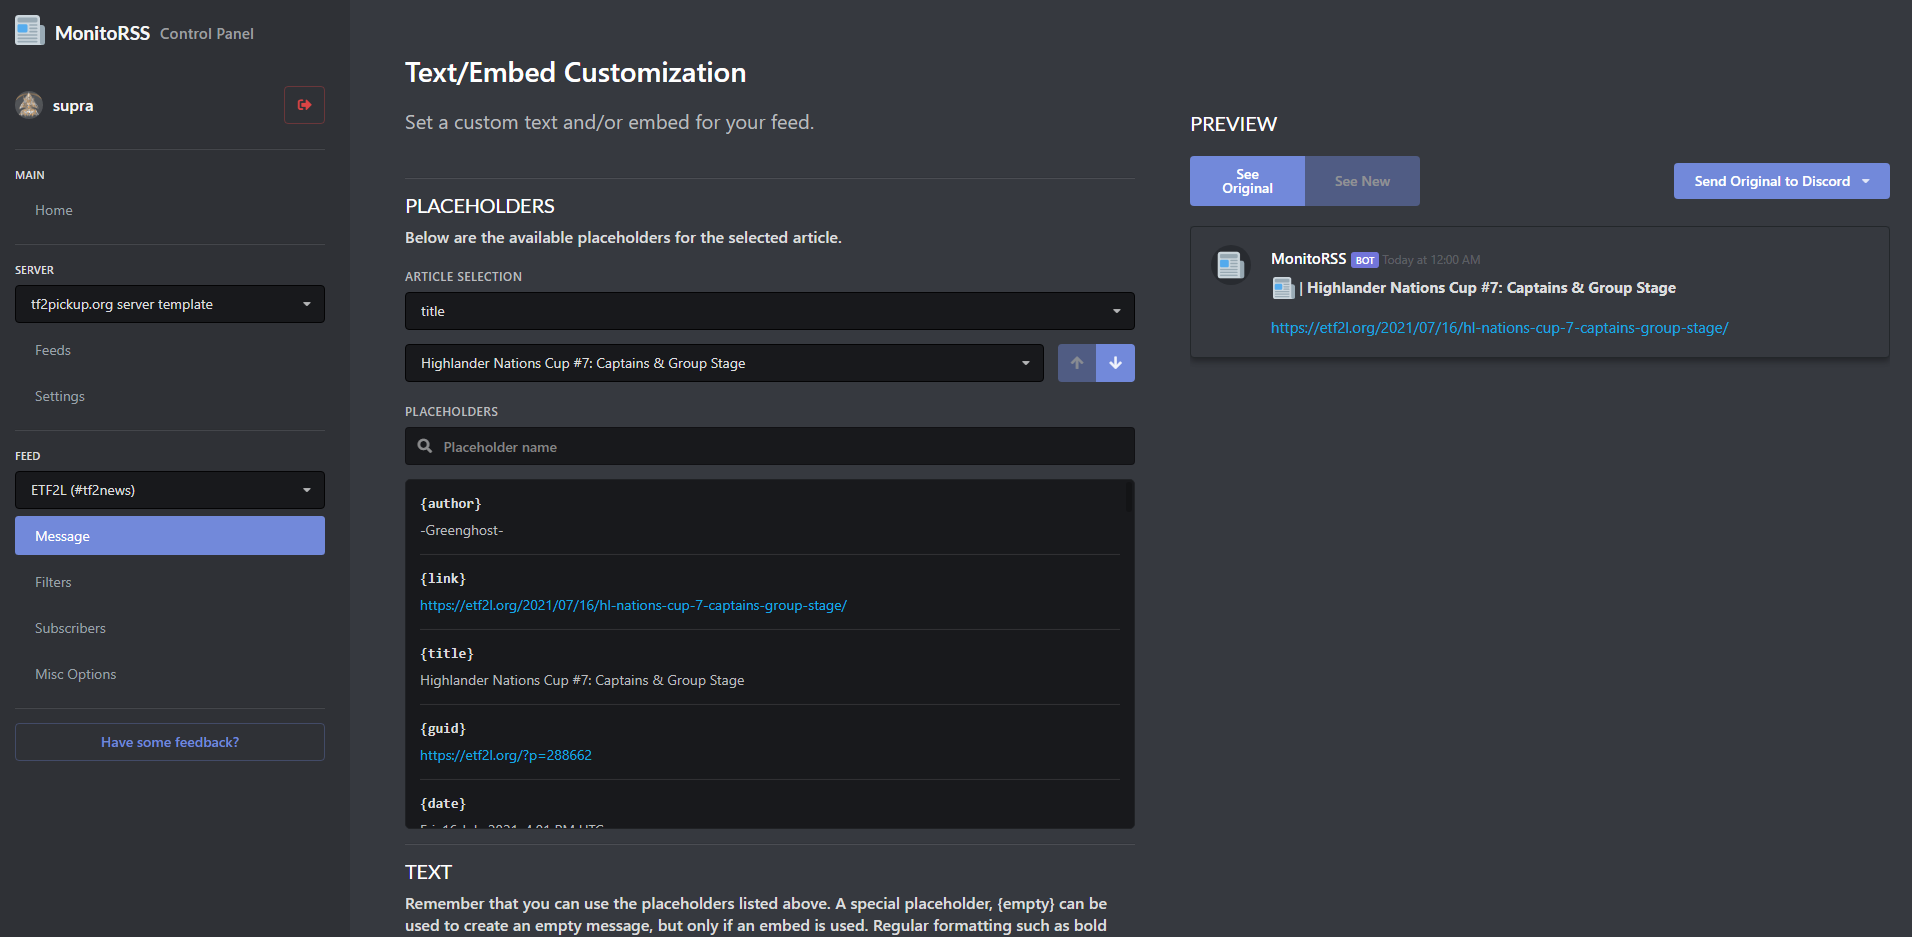 MonitoRSS Control Panel
supra
MAIN
Home
SERVER
tf2pickup.org server template
Feeds
Settings
FEED
ETF2L (#tf2news)
Message
Filters
Subscribers
Misc Options
Have some feedback?
Text/Embed Customization
Set a custom text and/or embed for your feed.
PLACEHOLDERS
Below are the available placeholders for the selected article.
ARTICLE SELECTION
title
Highlander Nations Cup #7: Captains & Group Stage
PLACEHOLDERS
Placeholder name
{author}
-Greenghost-
{link}
https://etf2l.org/2021/07/16/hl-nations-cup-7-captains-group-stage/
{title}
Highlander Nations Cup #7: Captains & Group Stage
{guid}
https://etf2l.org/?p=288662
{date}
Fri, 16 July 2021, 4:01 PM UTC
TEXT
Remember that you can use the placeholders listed above. A special placeholder, {empty} can be
used to create an empty message, but only if an embed is used. Regular formatting such as bold
PREVIEW
See
Original
See New
Send Original to Discord
MonitoRSS BOT Today at 12:00 AM
| Highlander Nations Cup #7: Captains & Group Stage
https://etf2l.org/2021/07/16/hl-nations-cup-7-captains-group-stage/